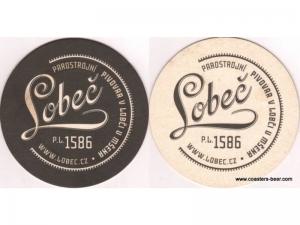 PAROSTROJNÍ
PIVOVAR V LOBČI U MŠENA
Lobeč
P.L. 1586
WWW.LOBEC.CZ
PAROSTROJNÍ
PIVOVAR V LOBČI U MŠENA
Lobeč
P.L. 1586
WWW.LOBEC.CZ
www.coasters-beer.com